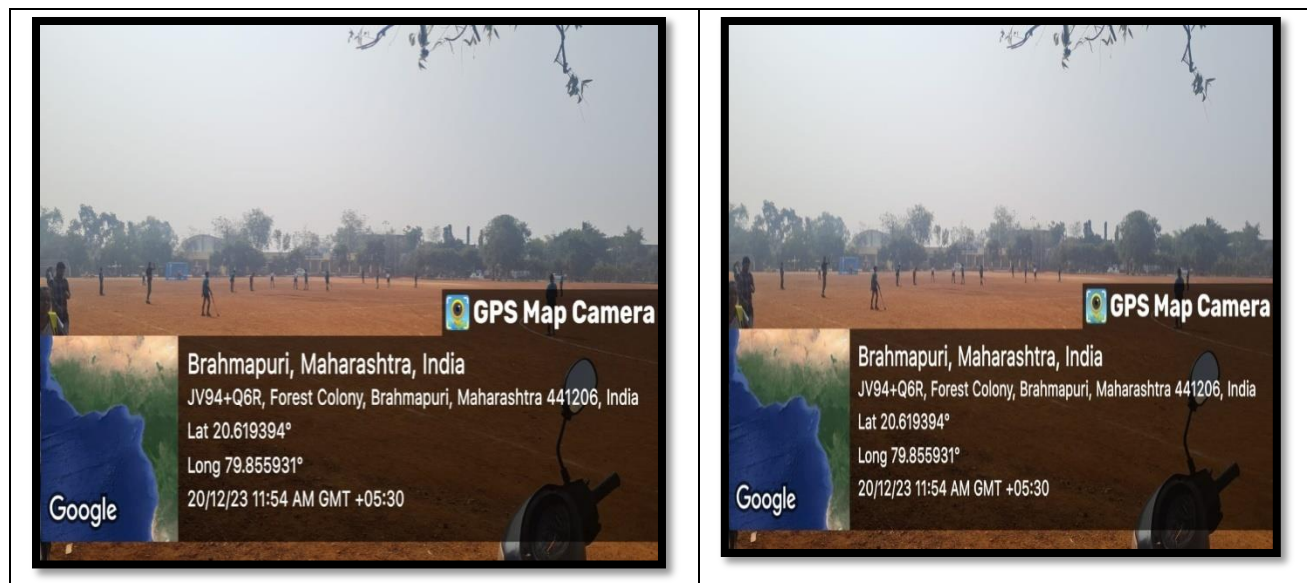 GPS Map Camera
Brahmapuri, Maharashtra, India
JV94+Q6R, Forest Colony, Brahmapuri, Maharashtra 441206, India
Lat 20.619394°
Long 79.855931°
20/12/23 11:54 AM GMT +05:30
Google
GPS Map Camera
Brahmapuri, Maharashtra, India
JV94+Q6R, Forest Colony, Brahmapuri, Maharashtra 441206, India
Lat 20.619394°
Long 79.855931°
20/12/23 11:54 AM GMT +05:30
Google